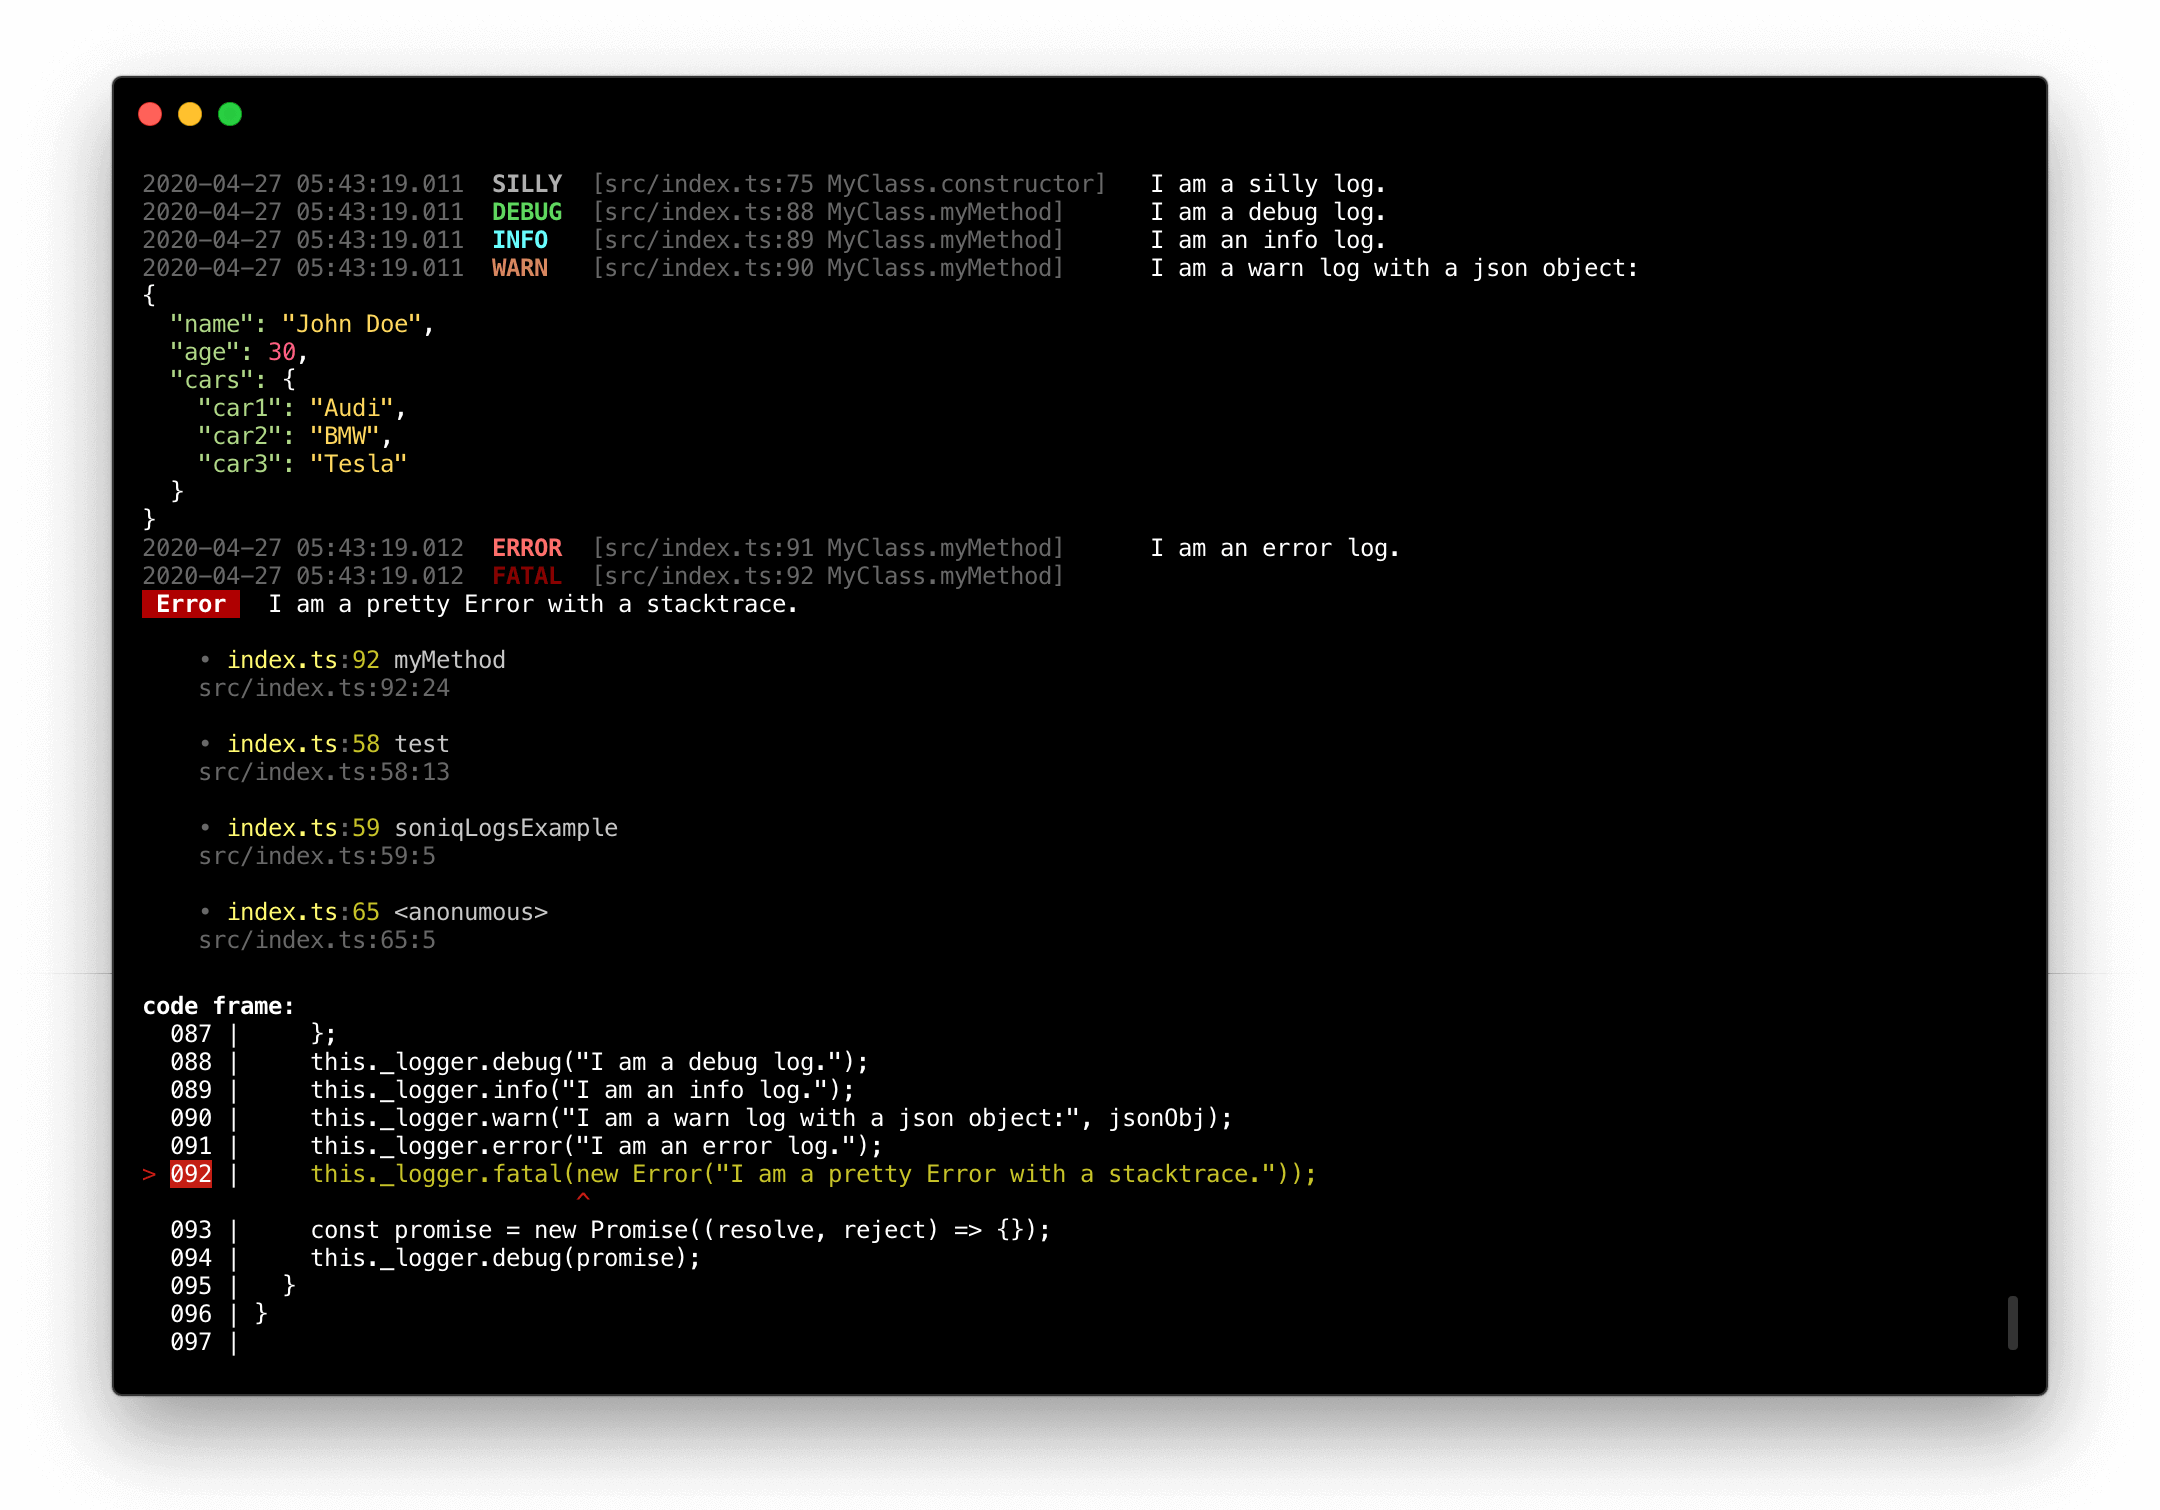 2020-04-27 05:43:19.011  SILLY  [src/index.ts:75 MyClass.constructor]   I am a silly log.
2020-04-27 05:43:19.011  DEBUG  [src/index.ts:88 MyClass.myMethod]      I am a debug log.
2020-04-27 05:43:19.011  INFO   [src/index.ts:89 MyClass.myMethod]      I am an info log.
2020-04-27 05:43:19.011  WARN   [src/index.ts:90 MyClass.myMethod]      I am a warn log with a json object:
{
  "name": "John Doe",
  "age": 30,
  "cars": {
    "car1": "Audi",
    "car2": "BMW",
    "car3": "Tesla"
  }
}
2020-04-27 05:43:19.012  ERROR  [src/index.ts:91 MyClass.myMethod]      I am an error log.
2020-04-27 05:43:19.012  FATAL  [src/index.ts:92 MyClass.myMethod]
 Error   I am a pretty Error with a stacktrace.
    • index.ts:92 myMethod
    src/index.ts:92:24
    • index.ts:58 test
    src/index.ts:58:13
    • index.ts:59 soniqLogsExample
    src/index.ts:59:5
    • index.ts:65 <anonumous>
    src/index.ts:65:5
code frame:
  087 |     };
  088 |     this._logger.debug("I am a debug log.");
  089 |     this._logger.info("I am an info log.");
  090 |     this._logger.warn("I am a warn log with a json object:", jsonObj);
  091 |     this._logger.error("I am an error log.");
> 092 |     this._logger.fatal(new Error("I am a pretty Error with a stacktrace."));
                               ^
  093 |     const promise = new Promise((resolve, reject) => {});
  094 |     this._logger.debug(promise);
  095 |   }
  096 | }
  097 |